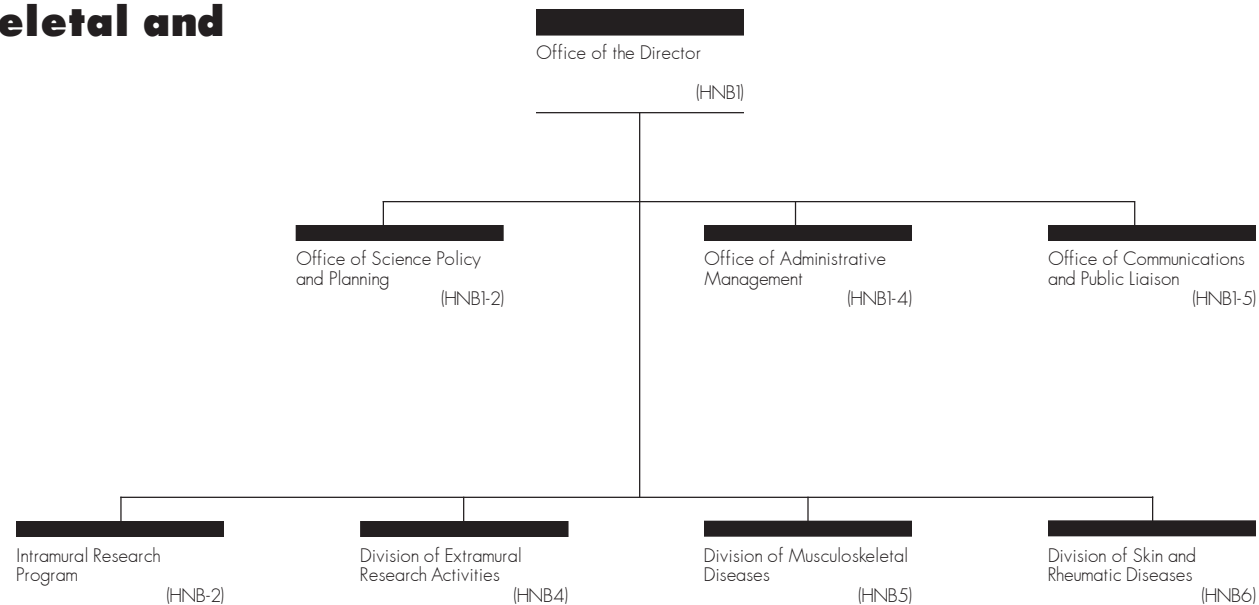 eletal and
Office of the Director
(HNB1)
Office of Science Policy
and Planning
(HNB1-2)
Office of Administrative
Management
(HNB1-4)
Office of Communications
and Public Liaison
(HNB1-5)
Intramural Research
Program
(HNB-2)
Division of Extramural
Research Activities
(HNB4)
Division of Musculoskeletal
Diseases
(HNB5)
Division of Skin and
Rheumatic Diseases
(HNB6)